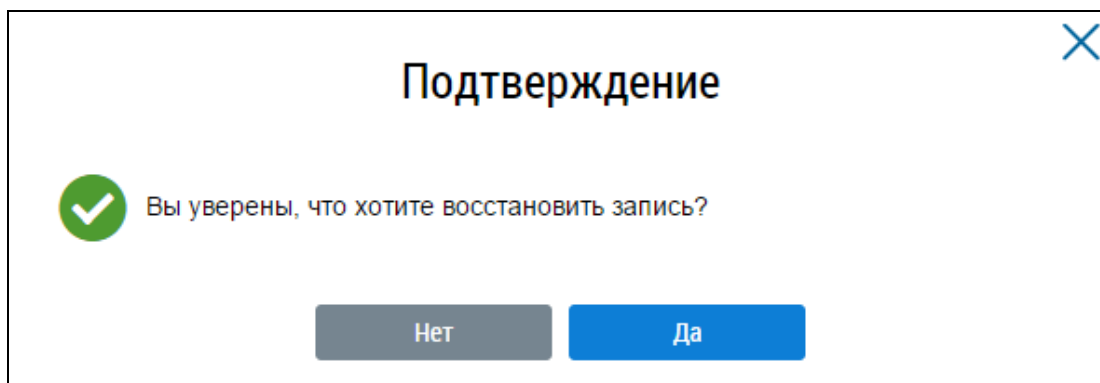 Подтверждение
Вы уверены, что хотите восстановить запись?
Нет
Да